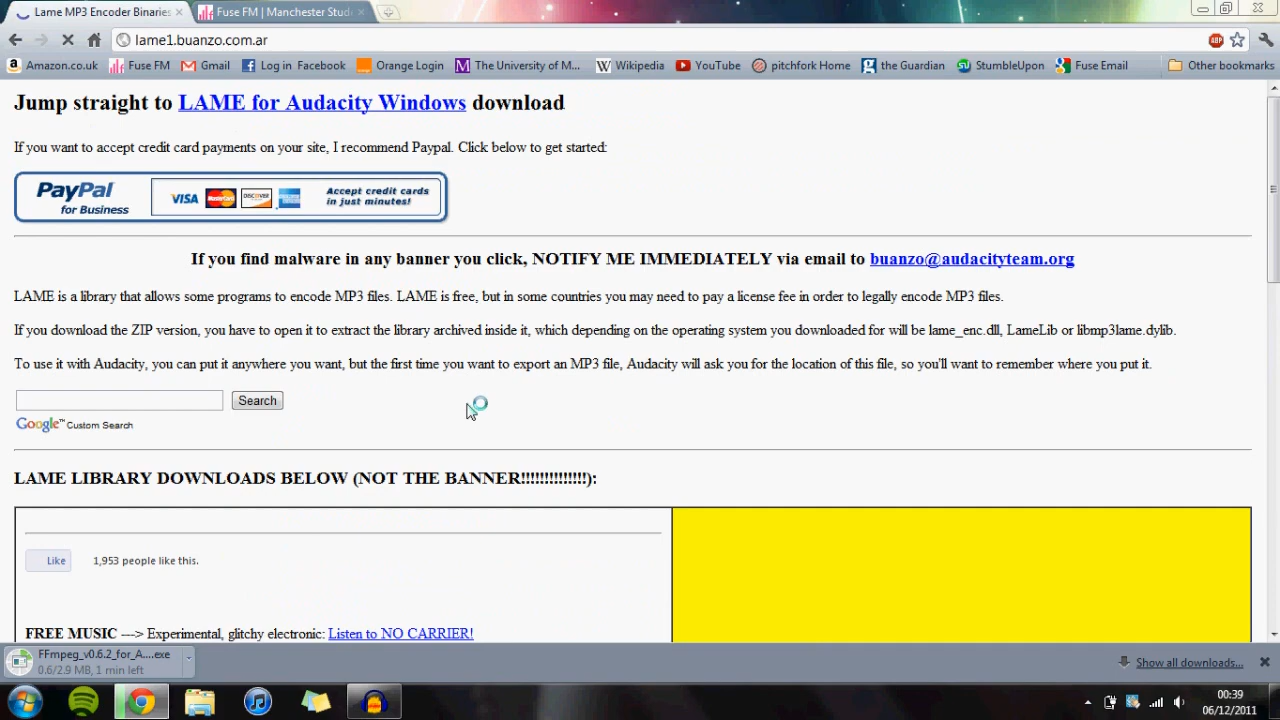 Lame MP3 Encoder Binaries
Fuse FM | Manchester Stude
lame1.buanzo.com.ar
ABP
Amazon.co.uk
Fuse FM
Gmail
Log in Facebook
Orange Login
The University of M...
Wikipedia
YouTube
pitchfork Home
the Guardian
StumbleUpon
Fuse Email
Other bookmarks
Jump straight to LAME for Audacity Windows download
If you want to accept credit card payments on your site, I recommend Paypal. Click below to get started:
PayPal for Business
VISA MasterCard DISCOVER
Accept credit cards
in just minutes!
If you find malware in any banner you click, NOTIFY ME IMMEDIATELY via email to buanzo@audacityteam.org
LAME is a library that allows some programs to encode MP3 files. LAME is free, but in some countries you may need to pay a license fee in order to legally encode MP3 files.
If you download the ZIP version, you have to open it to extract the library archived inside it, which depending on the operating system you downloaded for will be lame_enc.dll, LameLib or libmp3lame.dylib.
To use it with Audacity, you can put it anywhere you want, but the first time you want to export an MP3 file, Audacity will ask you for the location of this file, so you'll want to remember where you put it.
Search
Google™ Custom Search
LAME LIBRARY DOWNLOADS BELOW (NOT THE BANNER!!!!!!!!!!!!!!):
Like
1,953 people like this.
FREE MUSIC ---> Experimental, glitchy electronic: Listen to NO CARRIER!
FFmpeg_v0.6.2_for_A....exe
0.6/2.9 MB, 1 min left
Show all downloads...
00:39
06/12/2011